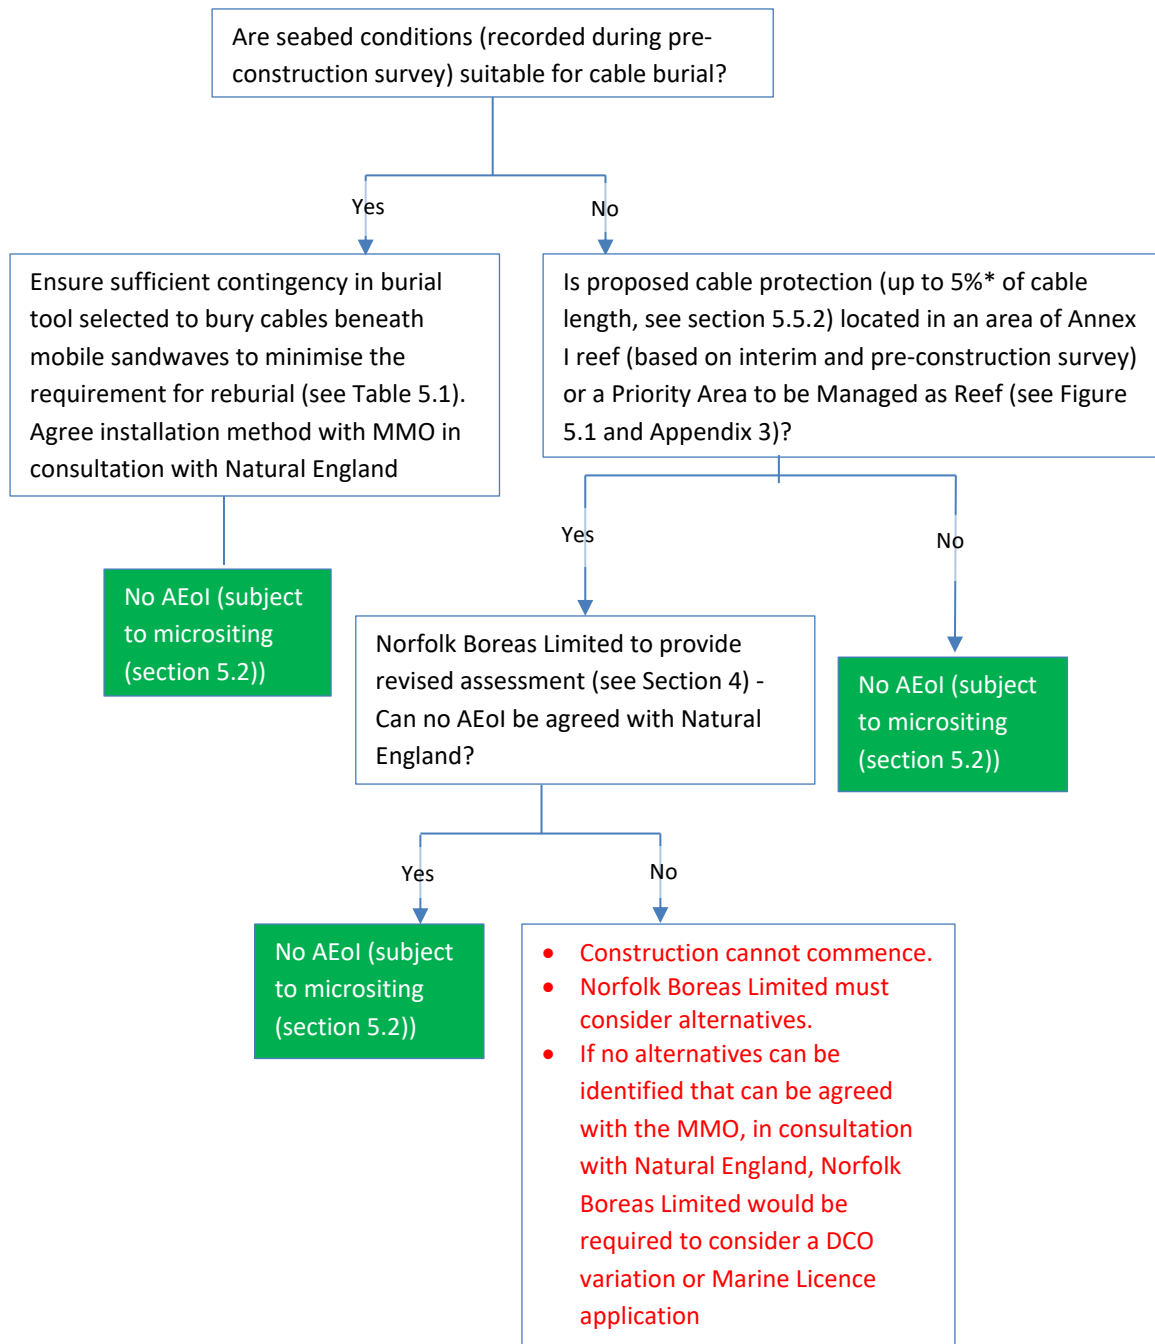 Are seabed conditions (recorded during pre-
construction survey) suitable for cable burial?
Yes
No
Ensure sufficient contingency in burial
tool selected to bury cables beneath
mobile sandwaves to minimise the
requirement for reburial (see Table 5.1).
Agree installation method with MMO in
consultation with Natural England
Is proposed cable protection (up to 5%* of cable
length, see section 5.5.2) located in an area of Annex
I reef (based on interim and pre-construction survey)
or a Priority Area to be Managed as Reef (see Figure
5.1 and Appendix 3)?
Yes
No
No AEoI (subject
to micrositing
(section 5.2))
Norfolk Boreas Limited to provide
revised assessment (see Section 4) -
Can no AEoI be agreed with Natural
England?
No AEoI (subject
to micrositing
(section 5.2))
Yes
No
No AEoI (subject
to micrositing
(section 5.2))
• Construction cannot commence.
• Norfolk Boreas Limited must
consider alternatives.
• If no alternatives can be
identified that can be agreed
with the MMO, in consultation
with Natural England, Norfolk
Boreas Limited would be
required to consider a DCO
variation or Marine Licence
application